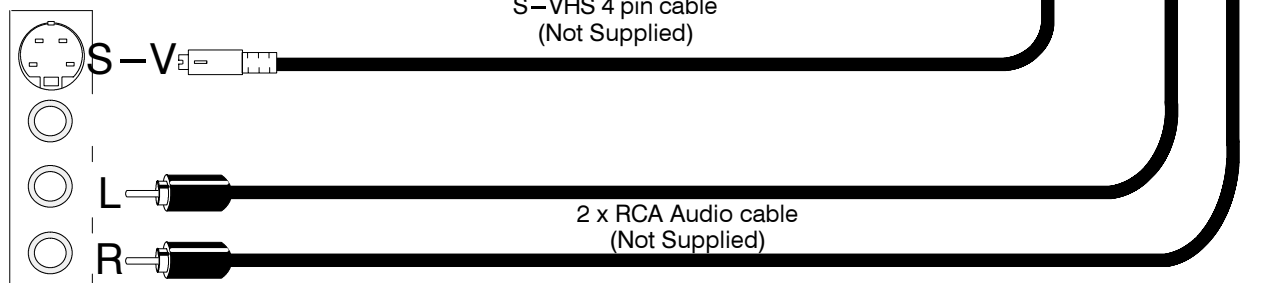 S–VHS 4 pin cable
(Not Supplied)
S–V
L
2 x RCA Audio cable
(Not Supplied)
R